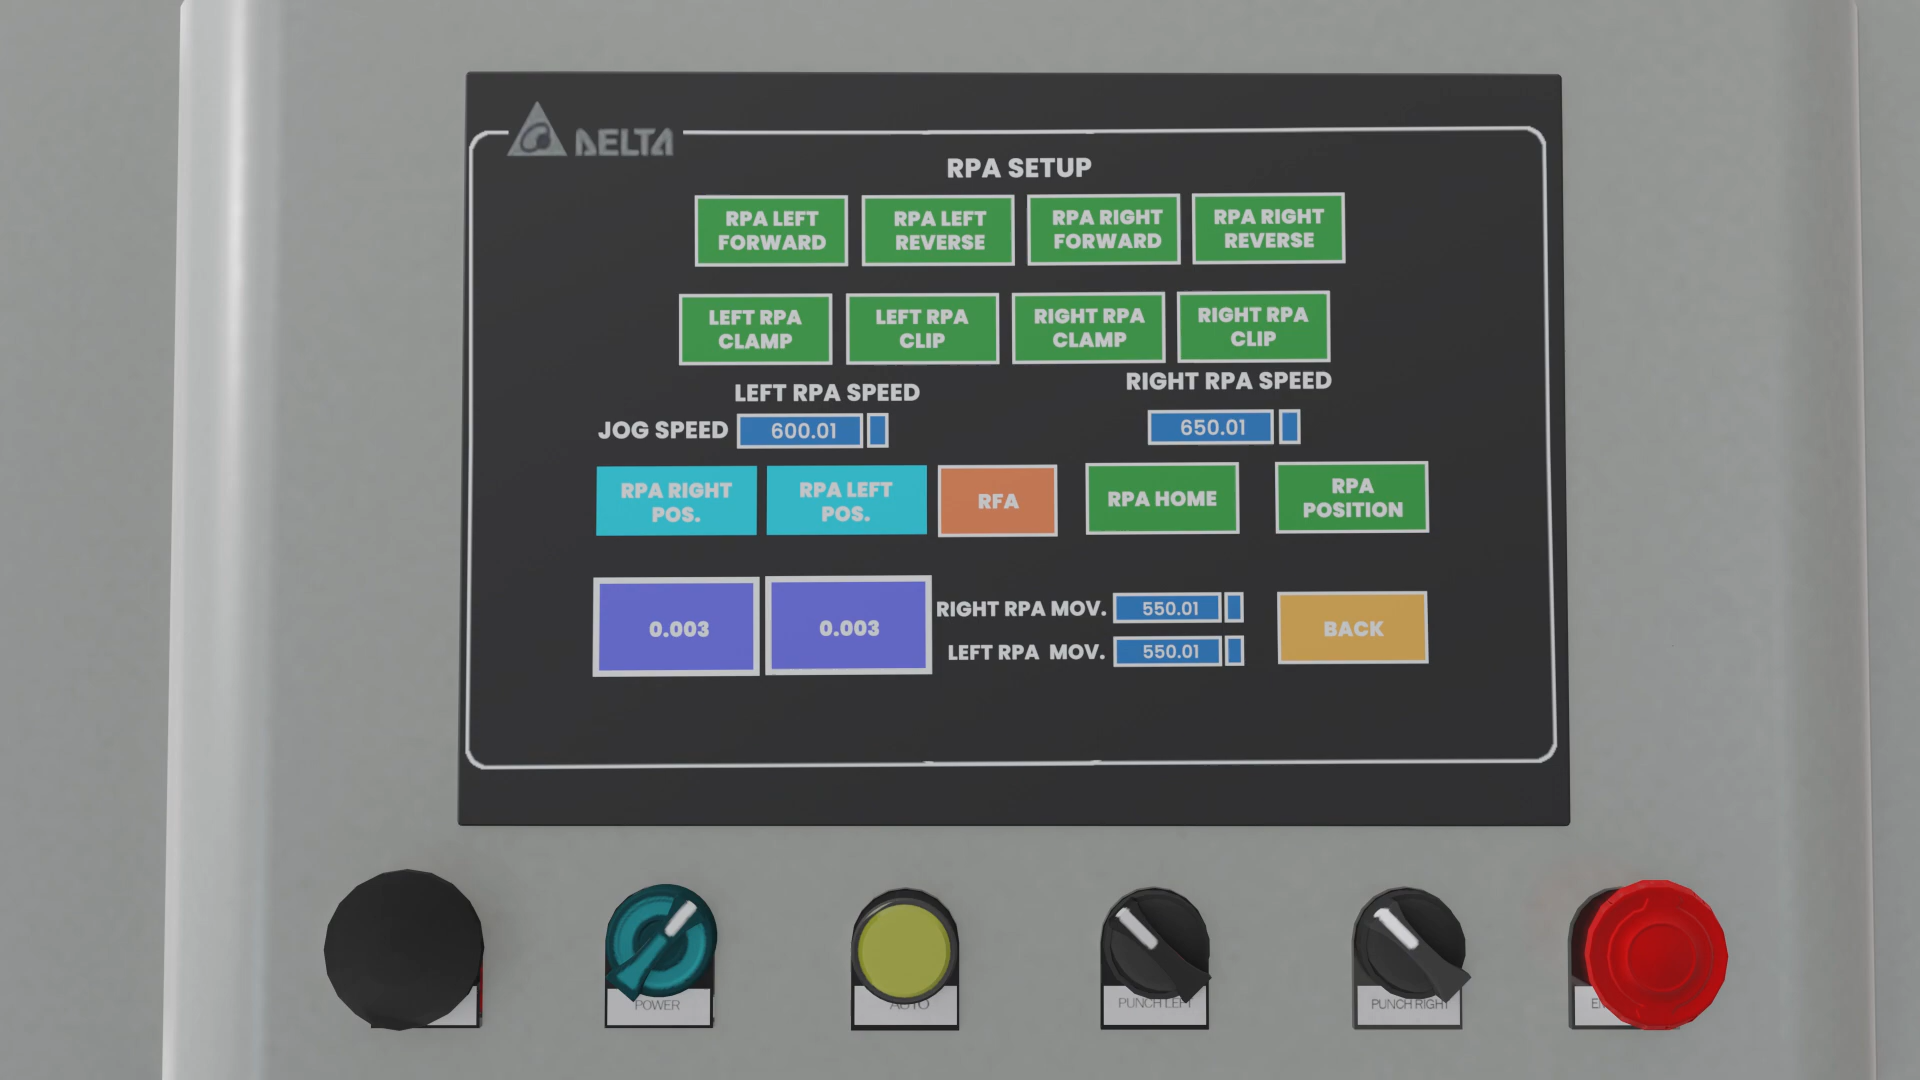 DELTA
RPA SETUP
RPA LEFT
FORWARD
RPA LEFT
REVERSE
RPA RIGHT
FORWARD
RPA RIGHT
REVERSE
LEFT RPA
CLAMP
LEFT RPA
CLIP
RIGHT RPA
CLAMP
RIGHT RPA
CLIP
LEFT RPA SPEED
RIGHT RPA SPEED
JOG SPEED
600.01
650.01
RPA RIGHT
POS.
RPA LEFT
POS.
RFA
RPA HOME
RPA
POSITION
0.003
0.003
RIGHT RPA MOV.
550.01
LEFT RPA MOV.
550.01
BACK
POWER
AUTO
PUNCH LEFT
PUNCH RIGHT